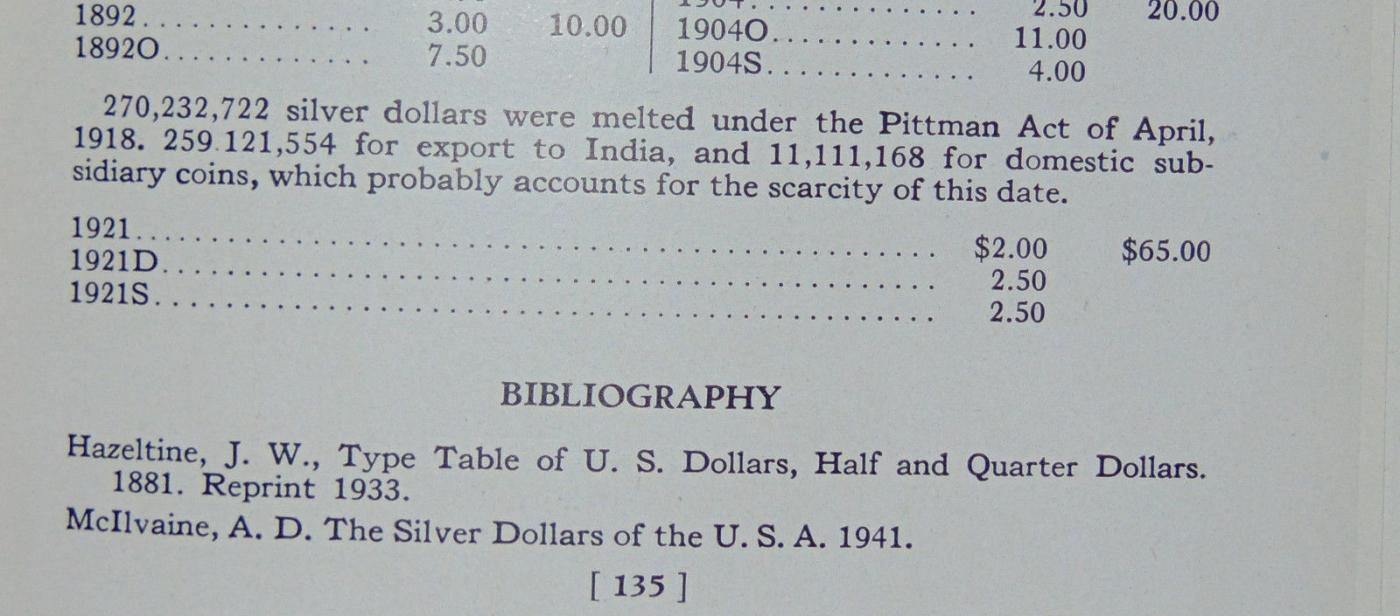 1892.............. 3.00 10.00
1892O............. 7.50
1904.............. 2.50 20.00
1904O............. 11.00
1904S............. 4.00
270,232,722 silver dollars were melted under the Pittman Act of April,
1918. 259.121,554 for export to India, and 11,111,168 for domestic sub-
sidiary coins, which probably accounts for the scarcity of this date.
1921............................................. $2.00 $65.00
1921D............................................ 2.50
1921S............................................ 2.50
BIBLIOGRAPHY
Hazeltine, J. W., Type Table of U. S. Dollars, Half and Quarter Dollars.
1881. Reprint 1933.
McIlvaine, A. D. The Silver Dollars of the U. S. A. 1941.
[ 135 ]